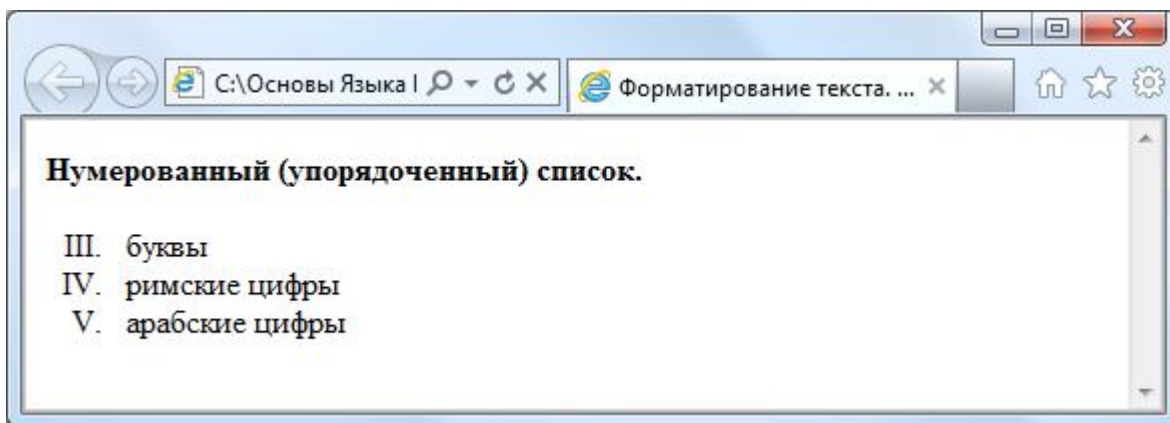 C:\Основы Языка
Форматирование текста. ...
Нумерованный (упорядоченный) список.
III. буквы
IV. римские цифры
V. арабские цифры